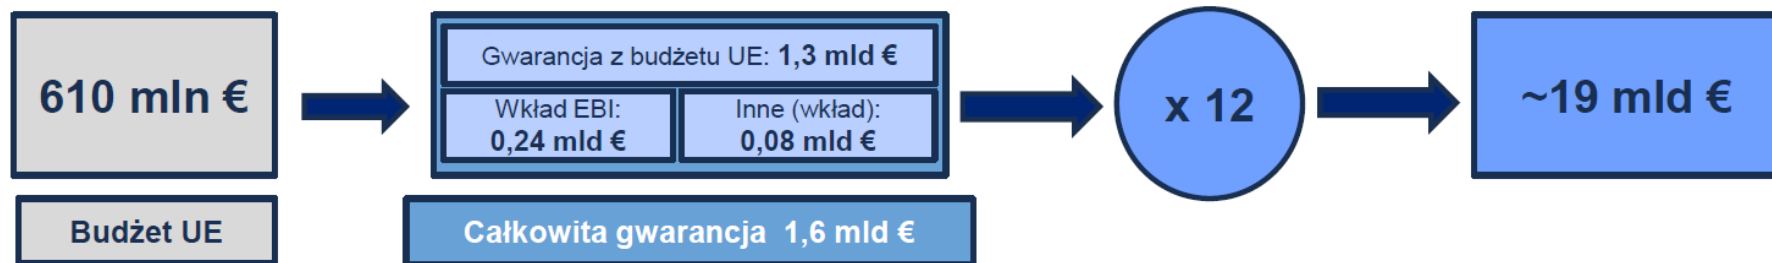 610 mln €
Budżet UE
Gwarancja z budżetu UE: 1,3 mld €
Wkład EBI:
0,24 mld €
Inne (wkład):
0,08 mld €
Całkowita gwarancja 1,6 mld €
x 12
~19 mld €